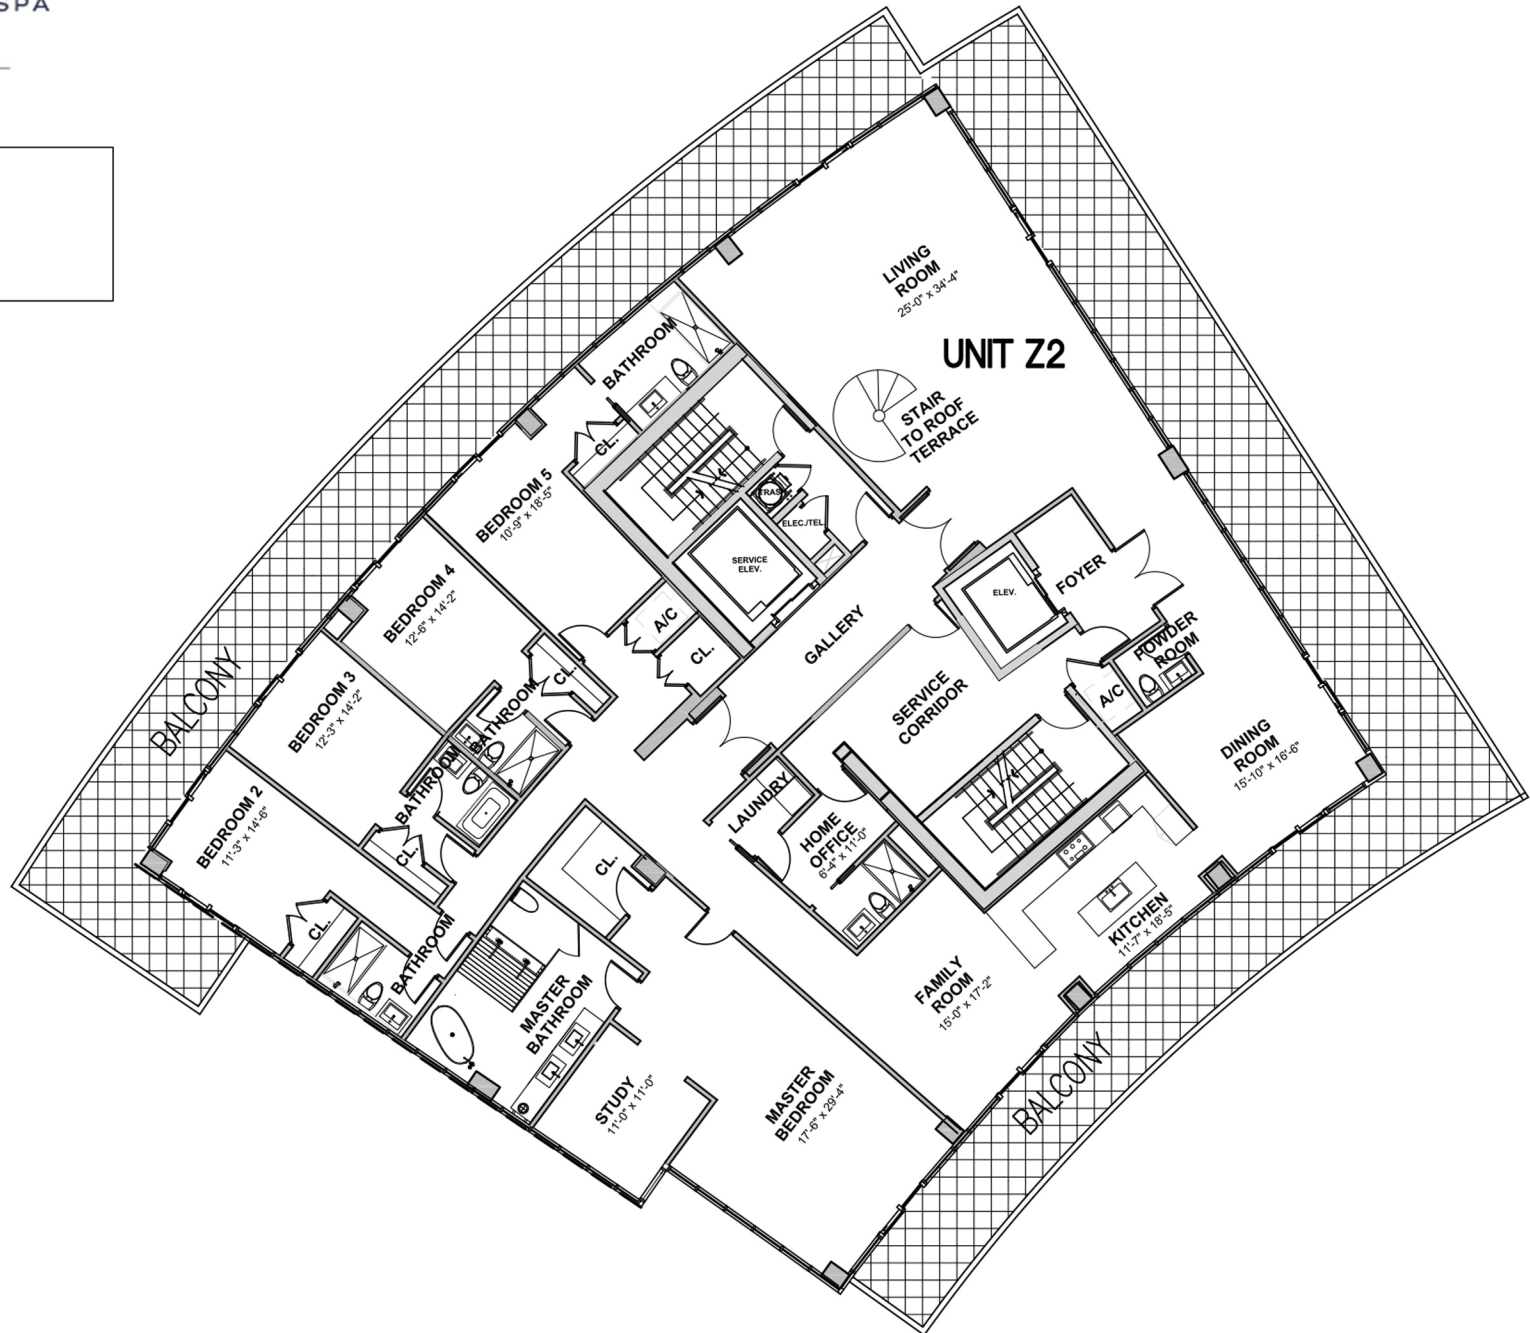 SPA
LIVING
ROOM
25'-0" x 34'-4"
UNIT Z2
STAIR
TO ROOF
TERRACE
BATHROOM
CL.
BEDROOM 5
10'-9" x 18'-5"
TRASH
ELEC./TEL.
SERVICE
ELEV.
BEDROOM 4
12'-6" x 14'-2"
A/C
CL.
CL.
GALLERY
ELEV.
FOYER
POWDER
ROOM
A/C
SERVICE
CORRIDOR
BALCONY
BEDROOM 3
12'-3" x 14'-2"
BATHROOM
BATHROOM
CL.
BEDROOM 2
11'-3" x 14'-6"
DINING
ROOM
15'-10" x 16'-6"
LAUNDRY
HOME
OFFICE
6'-4" x 11'-0"
CL.
CL.
BATHROOM
KITCHEN
11'-7" x 18'-5"
FAMILY
ROOM
15'-0" x 17'-2"
MASTER
BATHROOM
STUDY
11'-0" x 11'-0"
MASTER
BEDROOM
17'-6" x 29'-4"
BALCONY